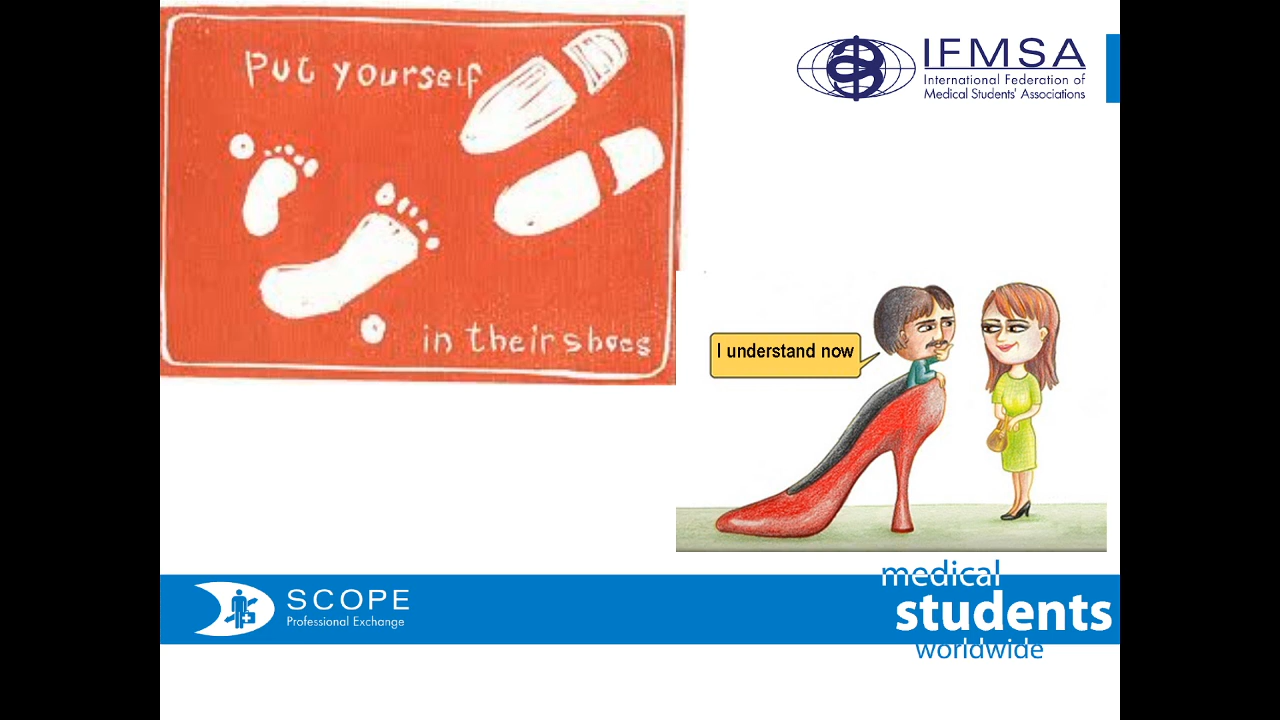 Put yourself
in their shoes
IFMSA
International Federation of
Medical Students' Associations
I understand now
SCOPE
Professional Exchange
medical
students
worldwide